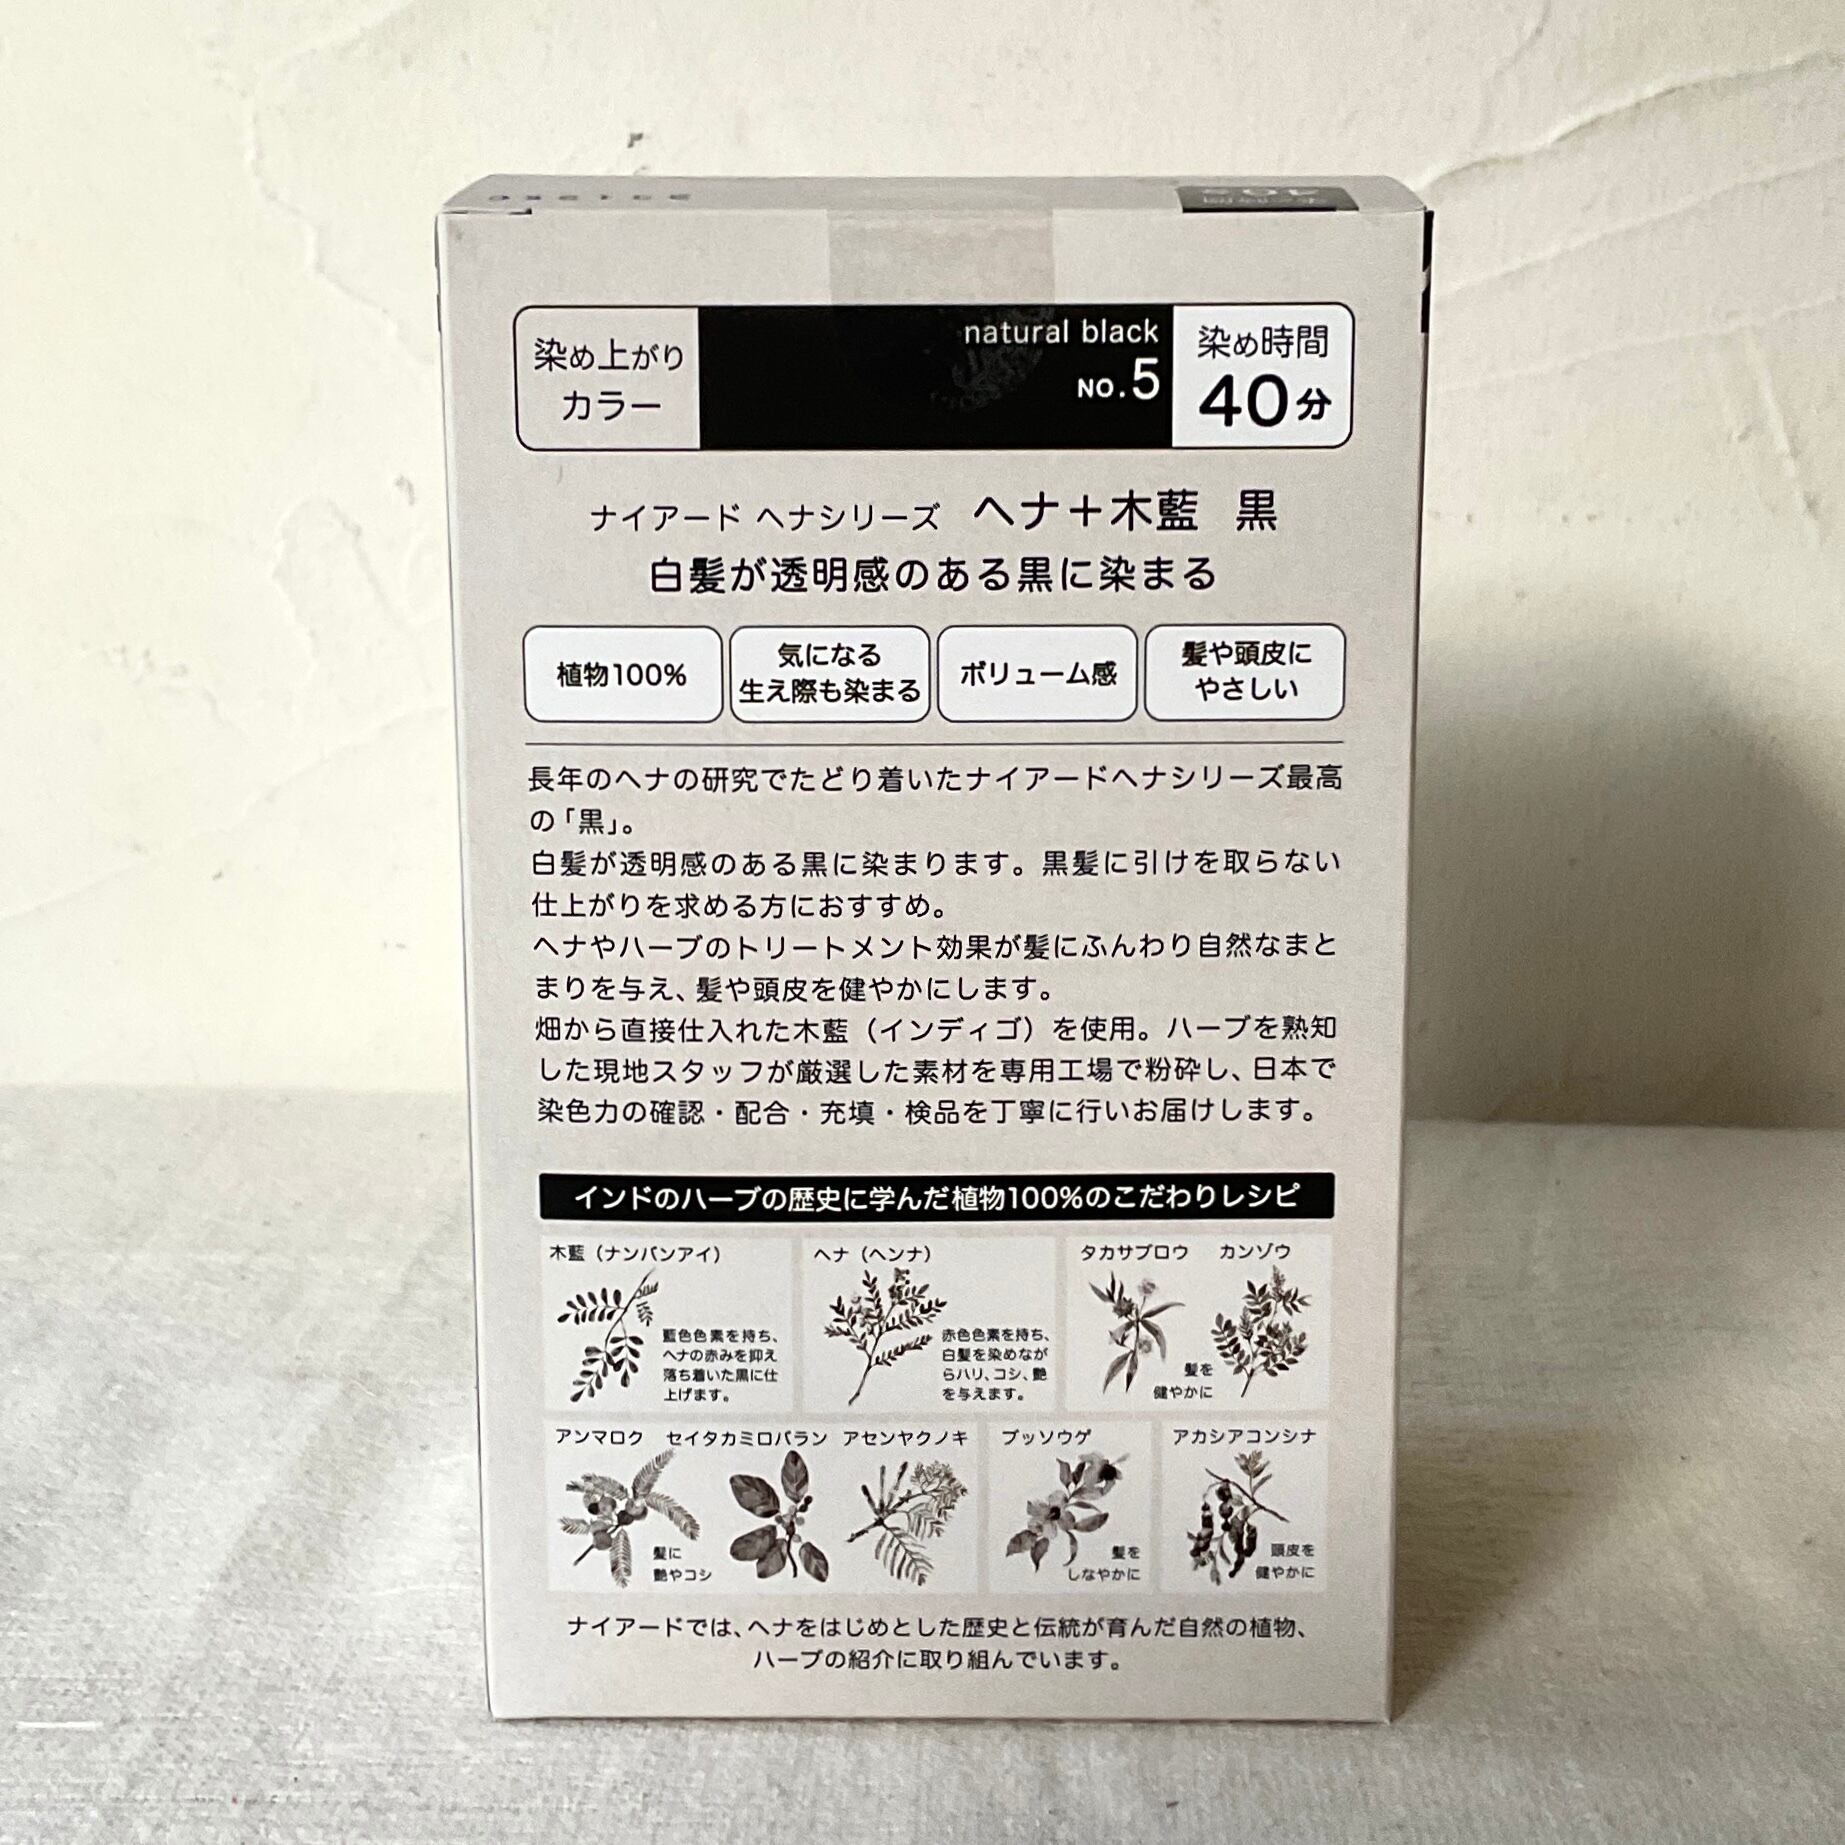 染め上がり
カラー
natural black
NO.5
染め時間
40分
ナイアード ヘナシリーズ ヘナ＋木藍 黒
白髪が透明感のある黒に染まる
植物100%
気になる
生え際も染まる
ボリューム感
髪や頭皮に
やさしい
長年のヘナの研究でたどり着いたナイアードヘナシリーズ最高
の「黒」。
白髪が透明感のある黒に染まります。黒髪に引けを取らない
仕上がりを求める方におすすめ。
ヘナやハーブのトリートメント効果が髪にふんわり自然なまと
まりを与え、髪や頭皮を健やかにします。
畑から直接仕入れた木藍（インディゴ）を使用。ハーブを熟知
した現地スタッフが厳選した素材を専用工場で粉砕し、日本で
染色力の確認・配合・充填・検品を丁寧に行いお届けします。
インドのハーブの歴史に学んだ植物100%のこだわりレシピ
木藍（ナンバンアイ）
藍色色素を持ち、
ヘナの赤みを抑え
落ち着いた黒に仕
上げます。
ヘナ（ヘンナ）
赤色色素を持ち、
白髪を染めなが
らハリ、コシ、艶
を与えます。
タカサブロウ カンゾウ
髪を
健やかに
アンマロク セイタカミロバラン アセンヤクノキ
髪に
艶やコシ
ブッソウゲ
髪を
しなやかに
アカシアコンシナ
頭皮を
健やかに
ナイアードでは、ヘナをはじめとした歴史と伝統が育んだ自然の植物、
ハーブの紹介に取り組んでいます。